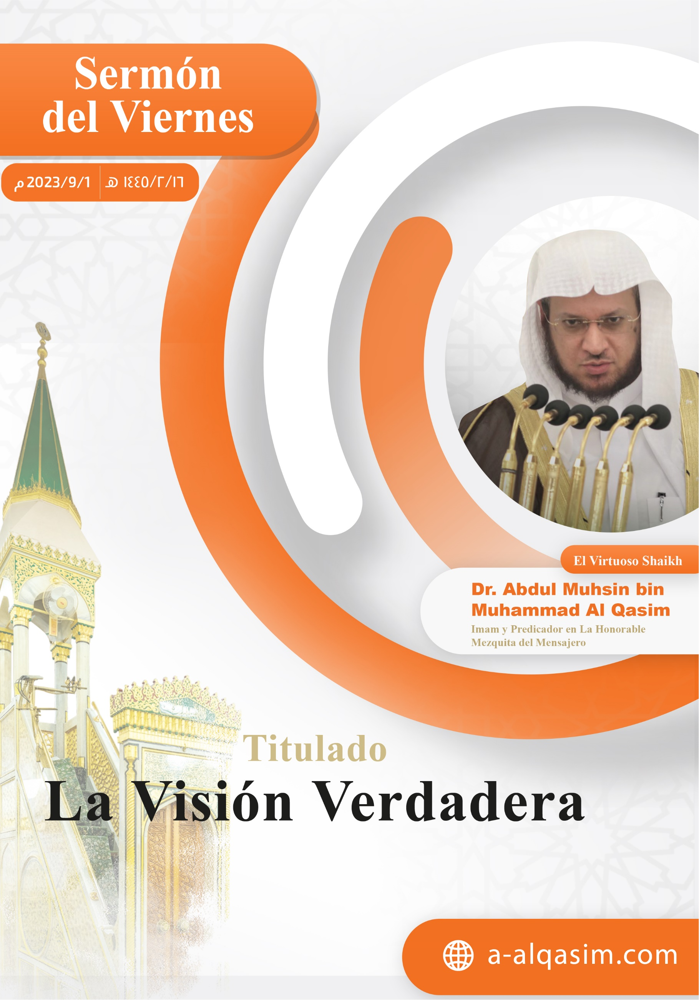 Sermón
del Viernes
١٤٤٥/٢/١٦ هـ
2023/9/1 م
El Virtuoso Shaikh
Dr. Abdul Muhsin bin
Muhammad Al Qasim
Imam y Predicador en La Honorable
Mezquita del Mensajero
Titulado
La Visión Verdadera
a-alqasim.com